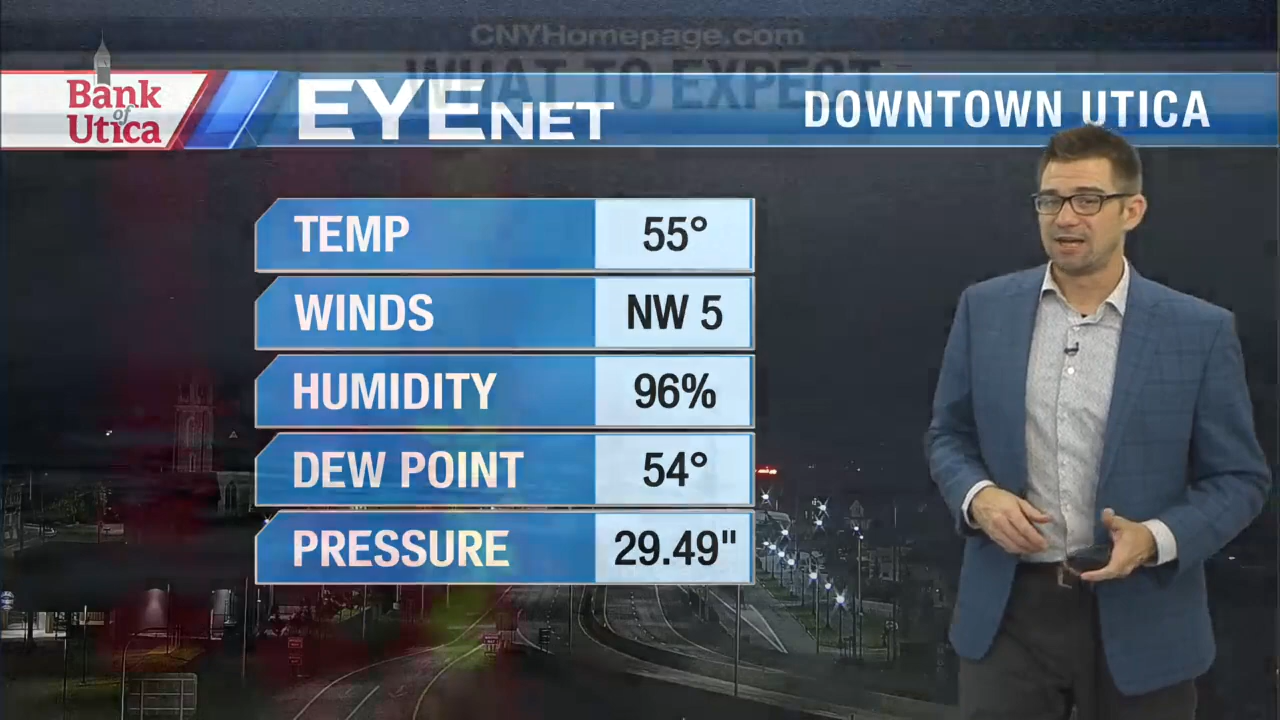 CNYHomepage.com
WHAT TO EXPECT
Bank
of
Utica
EYENET
DOWNTOWN UTICA
TEMP 55°
WINDS NW 5
HUMIDITY 96%
DEW POINT 54°
PRESSURE 29.49"